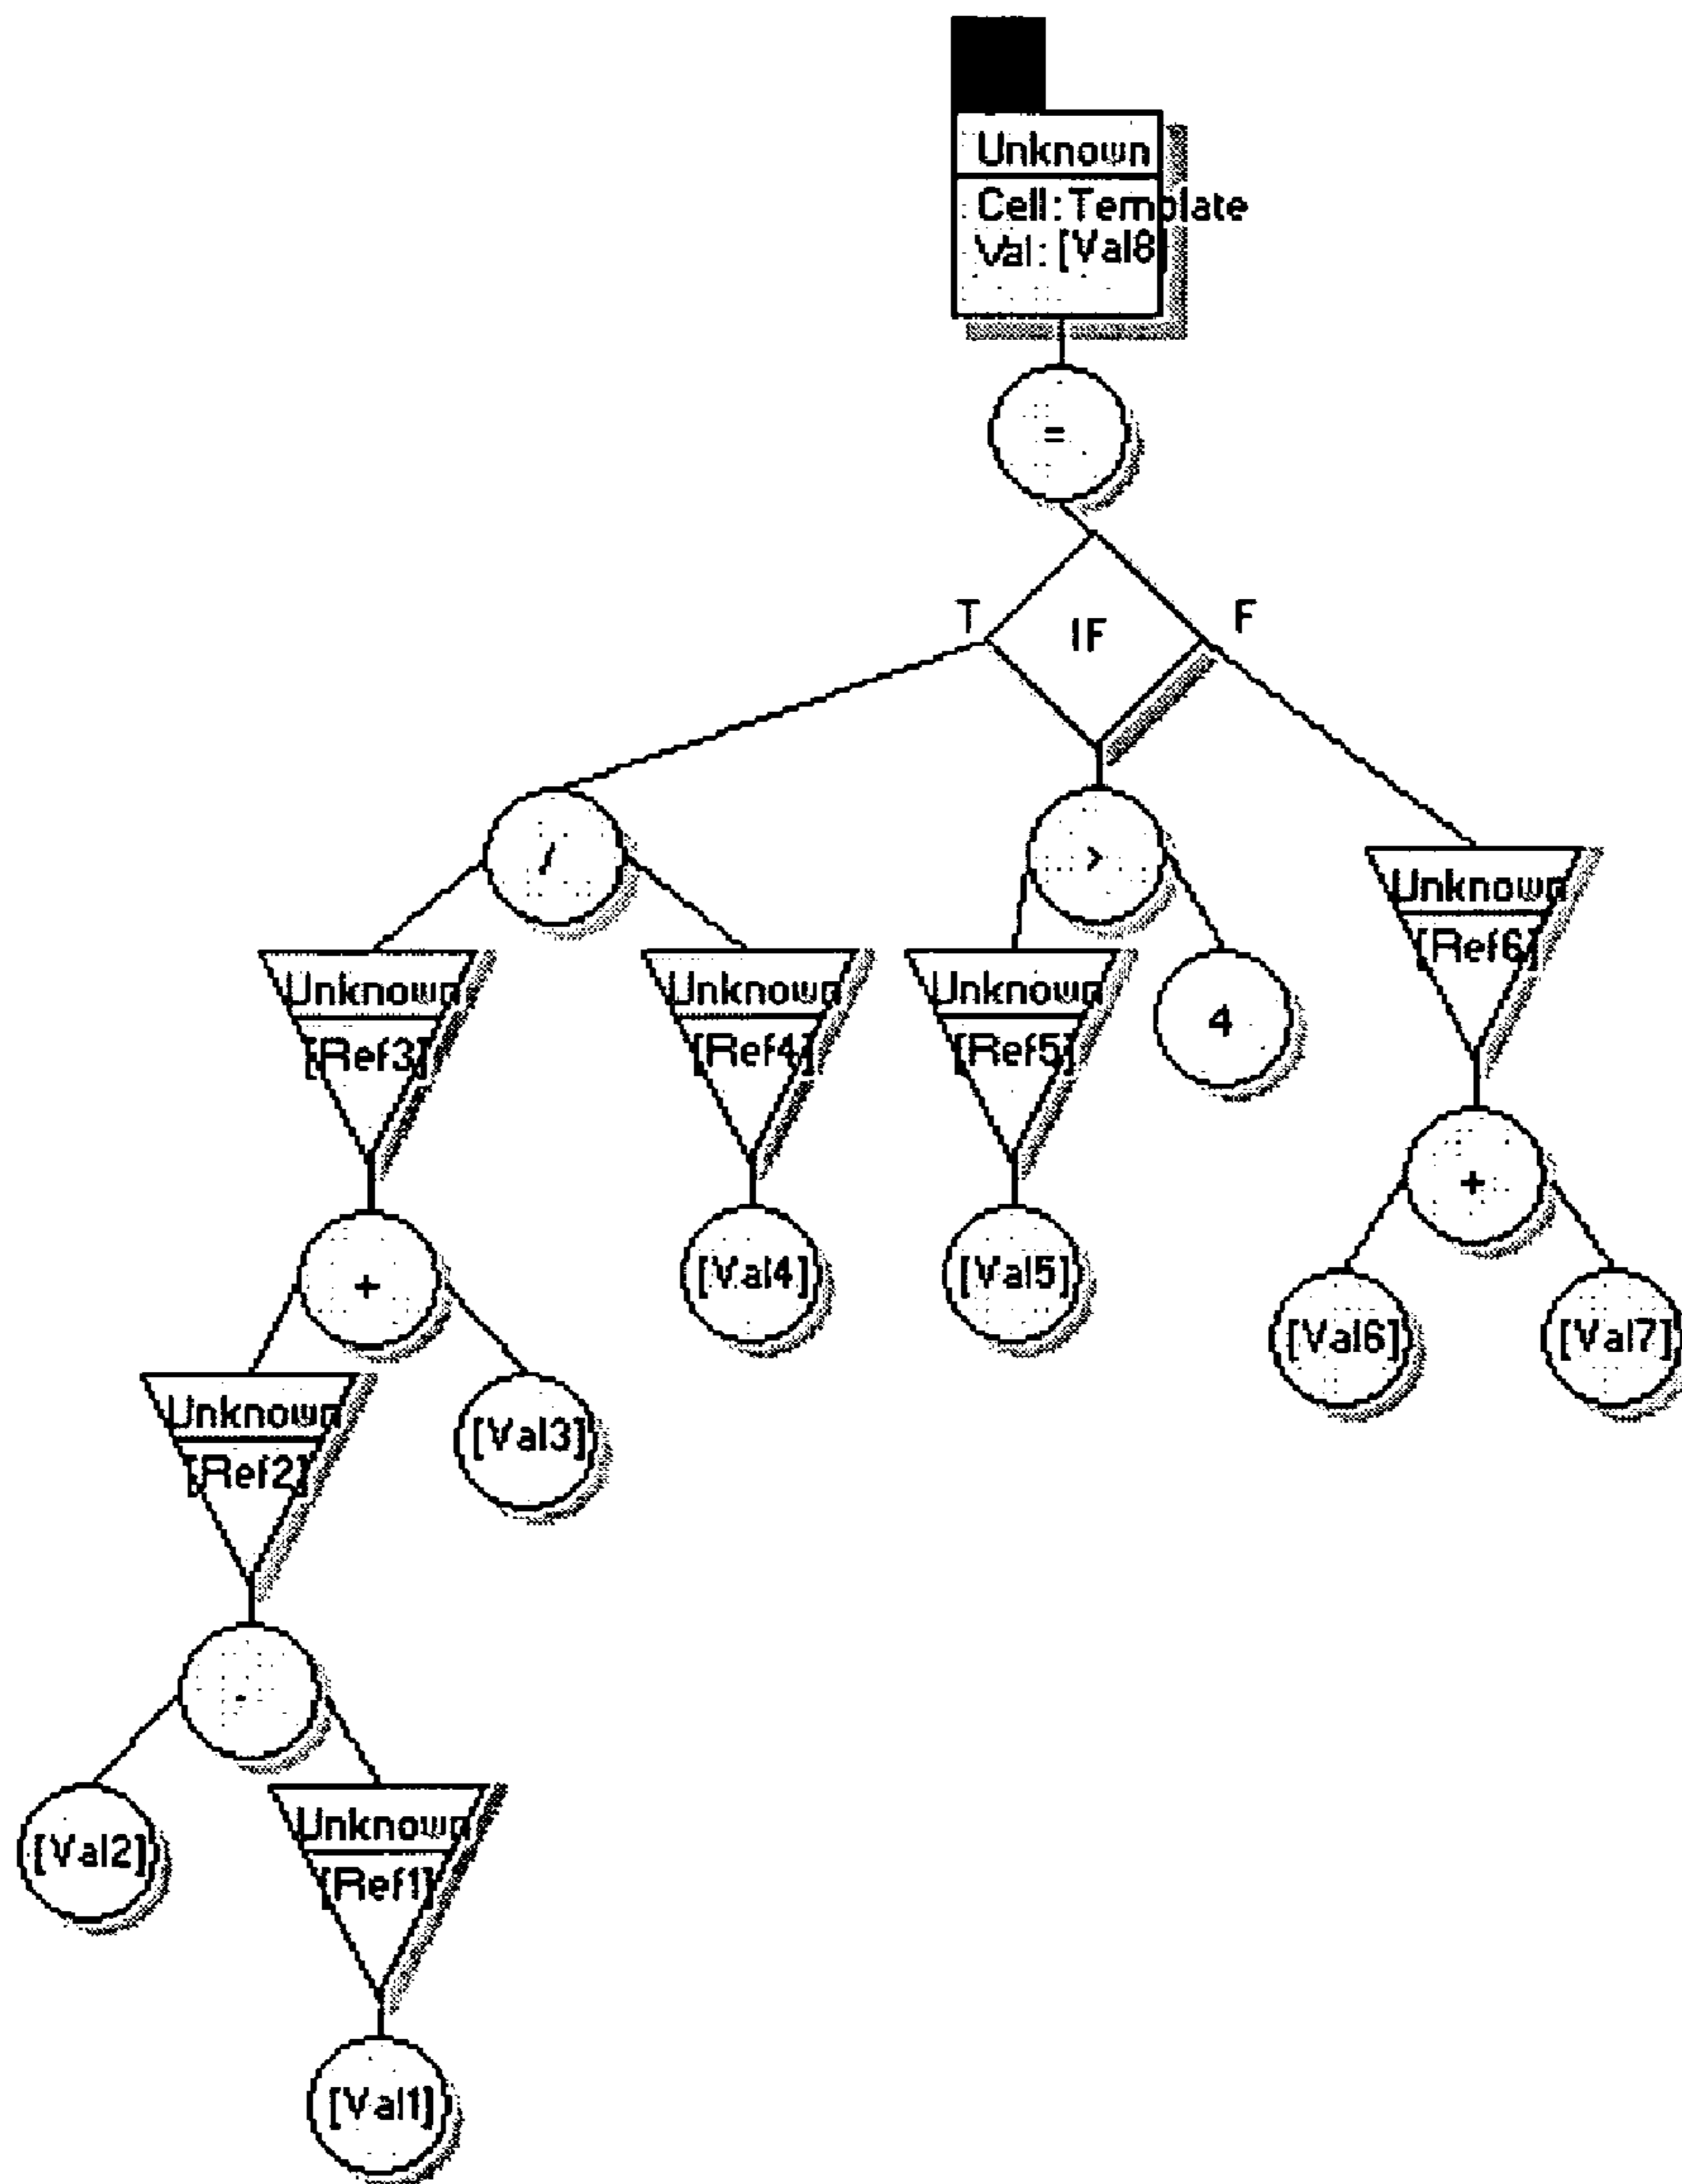 Unknown
Cell:Template
Val:[Val8]
=
T
IF
F
/
>
Unknown
[Ref6]
Unknown
[Ref3]
Unknown
[Ref4]
Unknown
[Ref5]
4
+
+
[Val4]
[Val5]
[Val6]
[Val7]
Unknown
[Ref2]
[Val3]
[Val2]
Unknown
[Ref1]
[Val1]